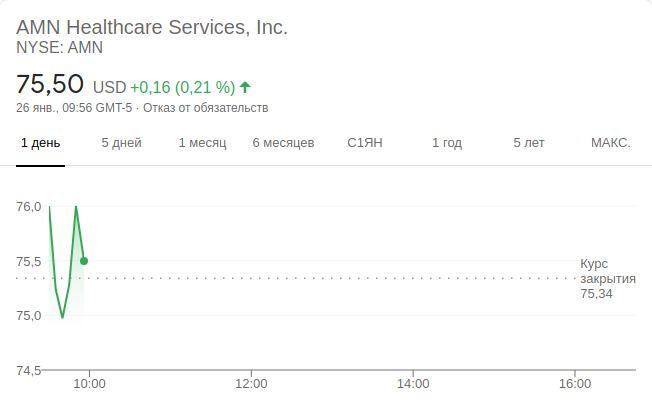 AMN Healthcare Services, Inc.
NYSE: AMN
75,50 USD +0,16 (0,21 %)
26 янв., 09:56 GMT-5 · Отказ от обязательств
1 день 5 дней 1 месяц 6 месяцев С1ЯН 1 год 5 лет МАКС.
76,0
75,5
Курс
закрытия
75,34
75,0
74,5
10:00 12:00 14:00 16:00